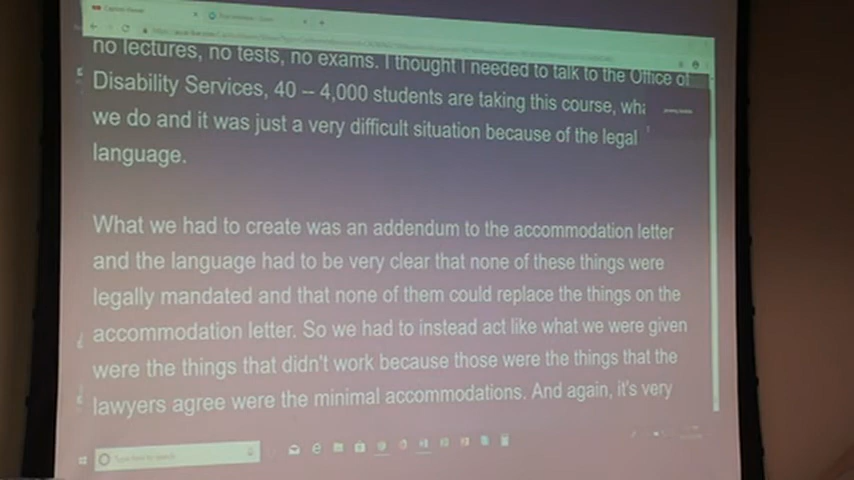 no lectures, no tests, no exams. I thought I needed to talk to the Office of
Disability Services, 40 -- 4,000 students are taking this course, wha
we do and it was just a very difficult situation because of the legal
language.
What we had to create was an addendum to the accommodation letter
and the language had to be very clear that none of these things were
legally mandated and that none of them could replace the things on the
accommodation letter. So we had to instead act like what we were given
were the things that didn't work because those were the things that the
lawyers agree were the minimal accommodations. And again, it's very
Type here to search